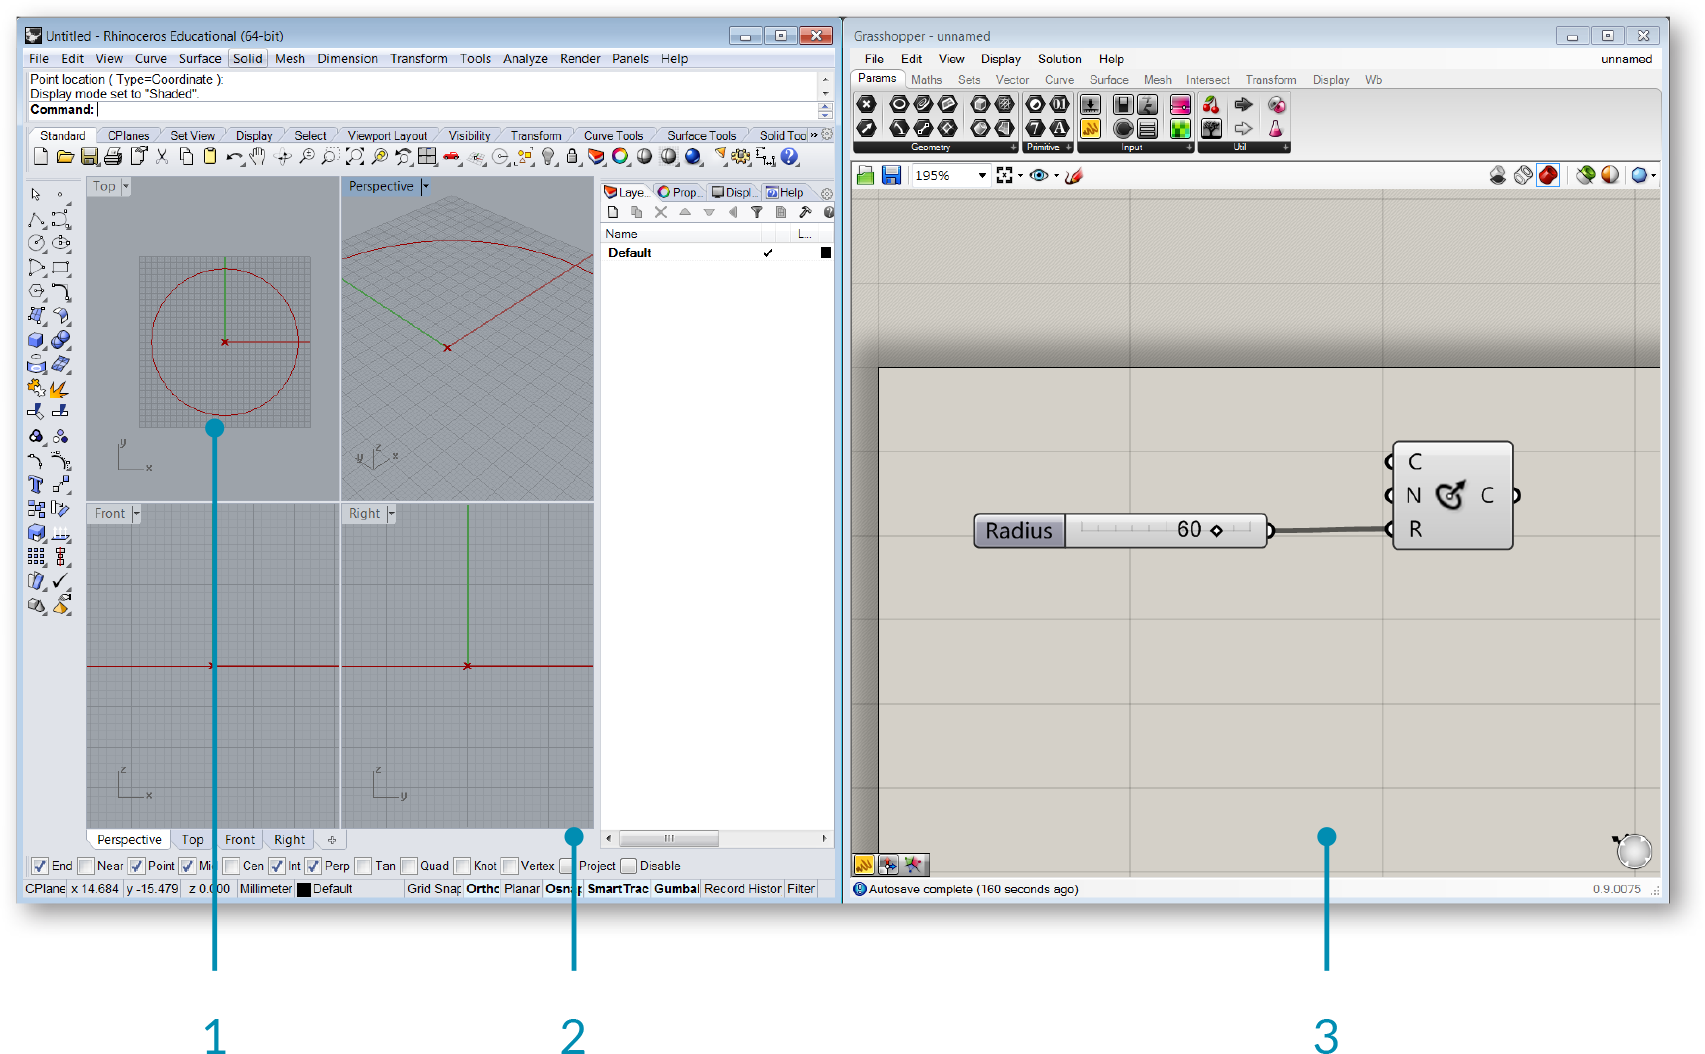 Untitled - Rhinoceros Educational (64-bit)
File Edit View Curve Surface Solid Mesh Dimension Transform Tools Analyze Render Panels Help
Point location ( Type=Coordinate ):
Display mode set to "Shaded".
Command:
Standard CPlanes Set View Display Select Viewport Layout Visibility Transform Curve Tools Surface Tools Solid Too »
Top
Perspective
Laye... Prop... Displ... Help
Name L...
Default
y
x
z
y x
Front
Right
z
x
z
y
Perspective Top Front Right
End Near Point Mid Cen Int Perp Tan Quad Knot Vertex Project Disable
CPlane x 14.684 y -15.479 z 0.000 Millimeter Default Grid Snap Ortho Planar Osnap SmartTrac Gumbal Record Histor Filter
Grasshopper - unnamed
File Edit View Display Solution Help unnamed
Params Maths Sets Vector Curve Surface Mesh Intersect Transform Display Wb
Geometry Primitive Input Util
195%
C
N C
R
Radius 60
Autosave complete (160 seconds ago) 0.9.0075
1 2 3